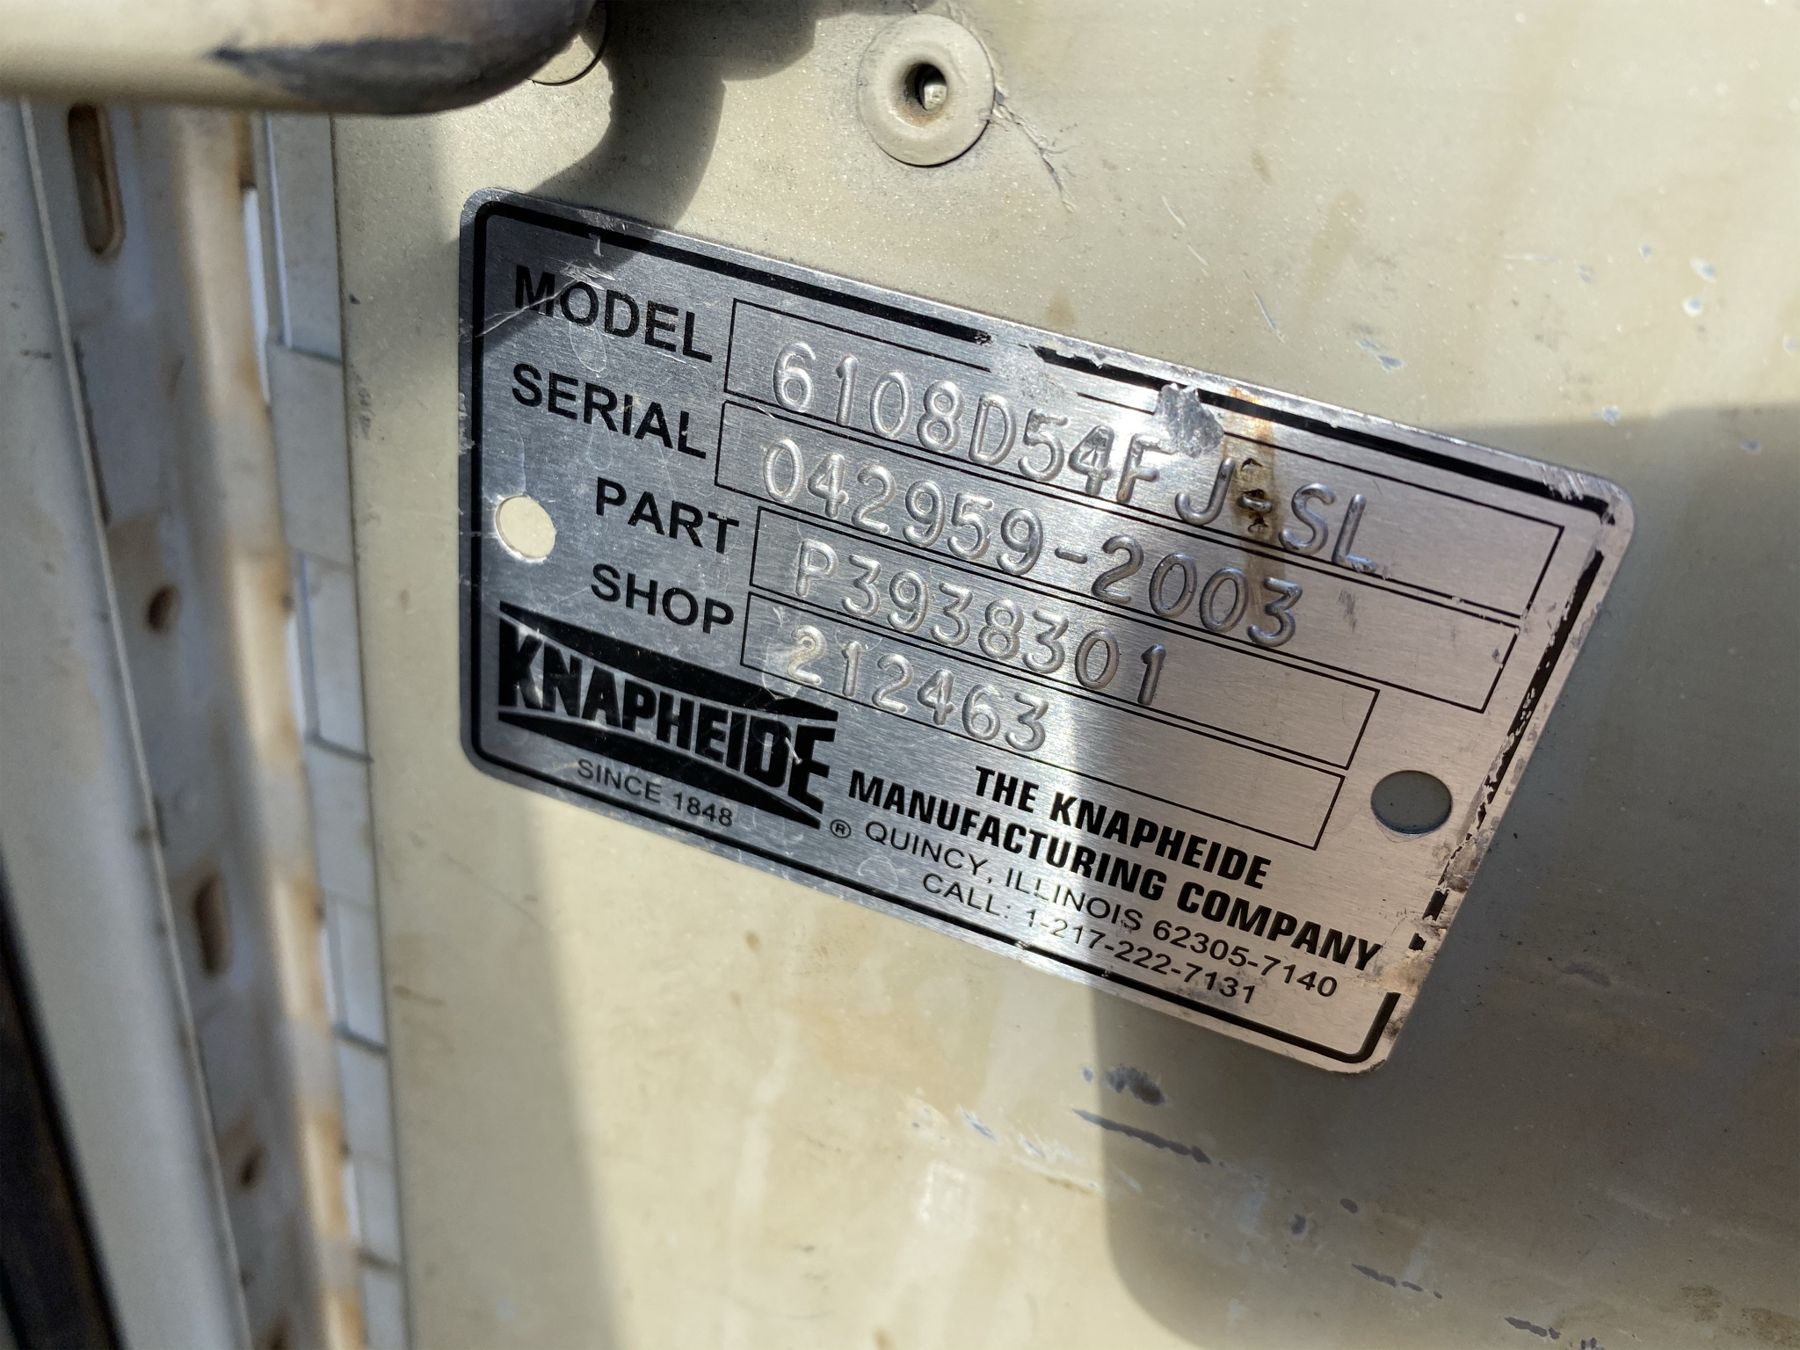 MODEL 6108D54FJ-SL
SERIAL 042959-2003
PART P3938301
SHOP 212463
KNAPHEIDE
SINCE 1848
®
THE KNAPHEIDE
MANUFACTURING COMPANY
QUINCY, ILLINOIS 62305-7140
CALL: 1-217-222-7131